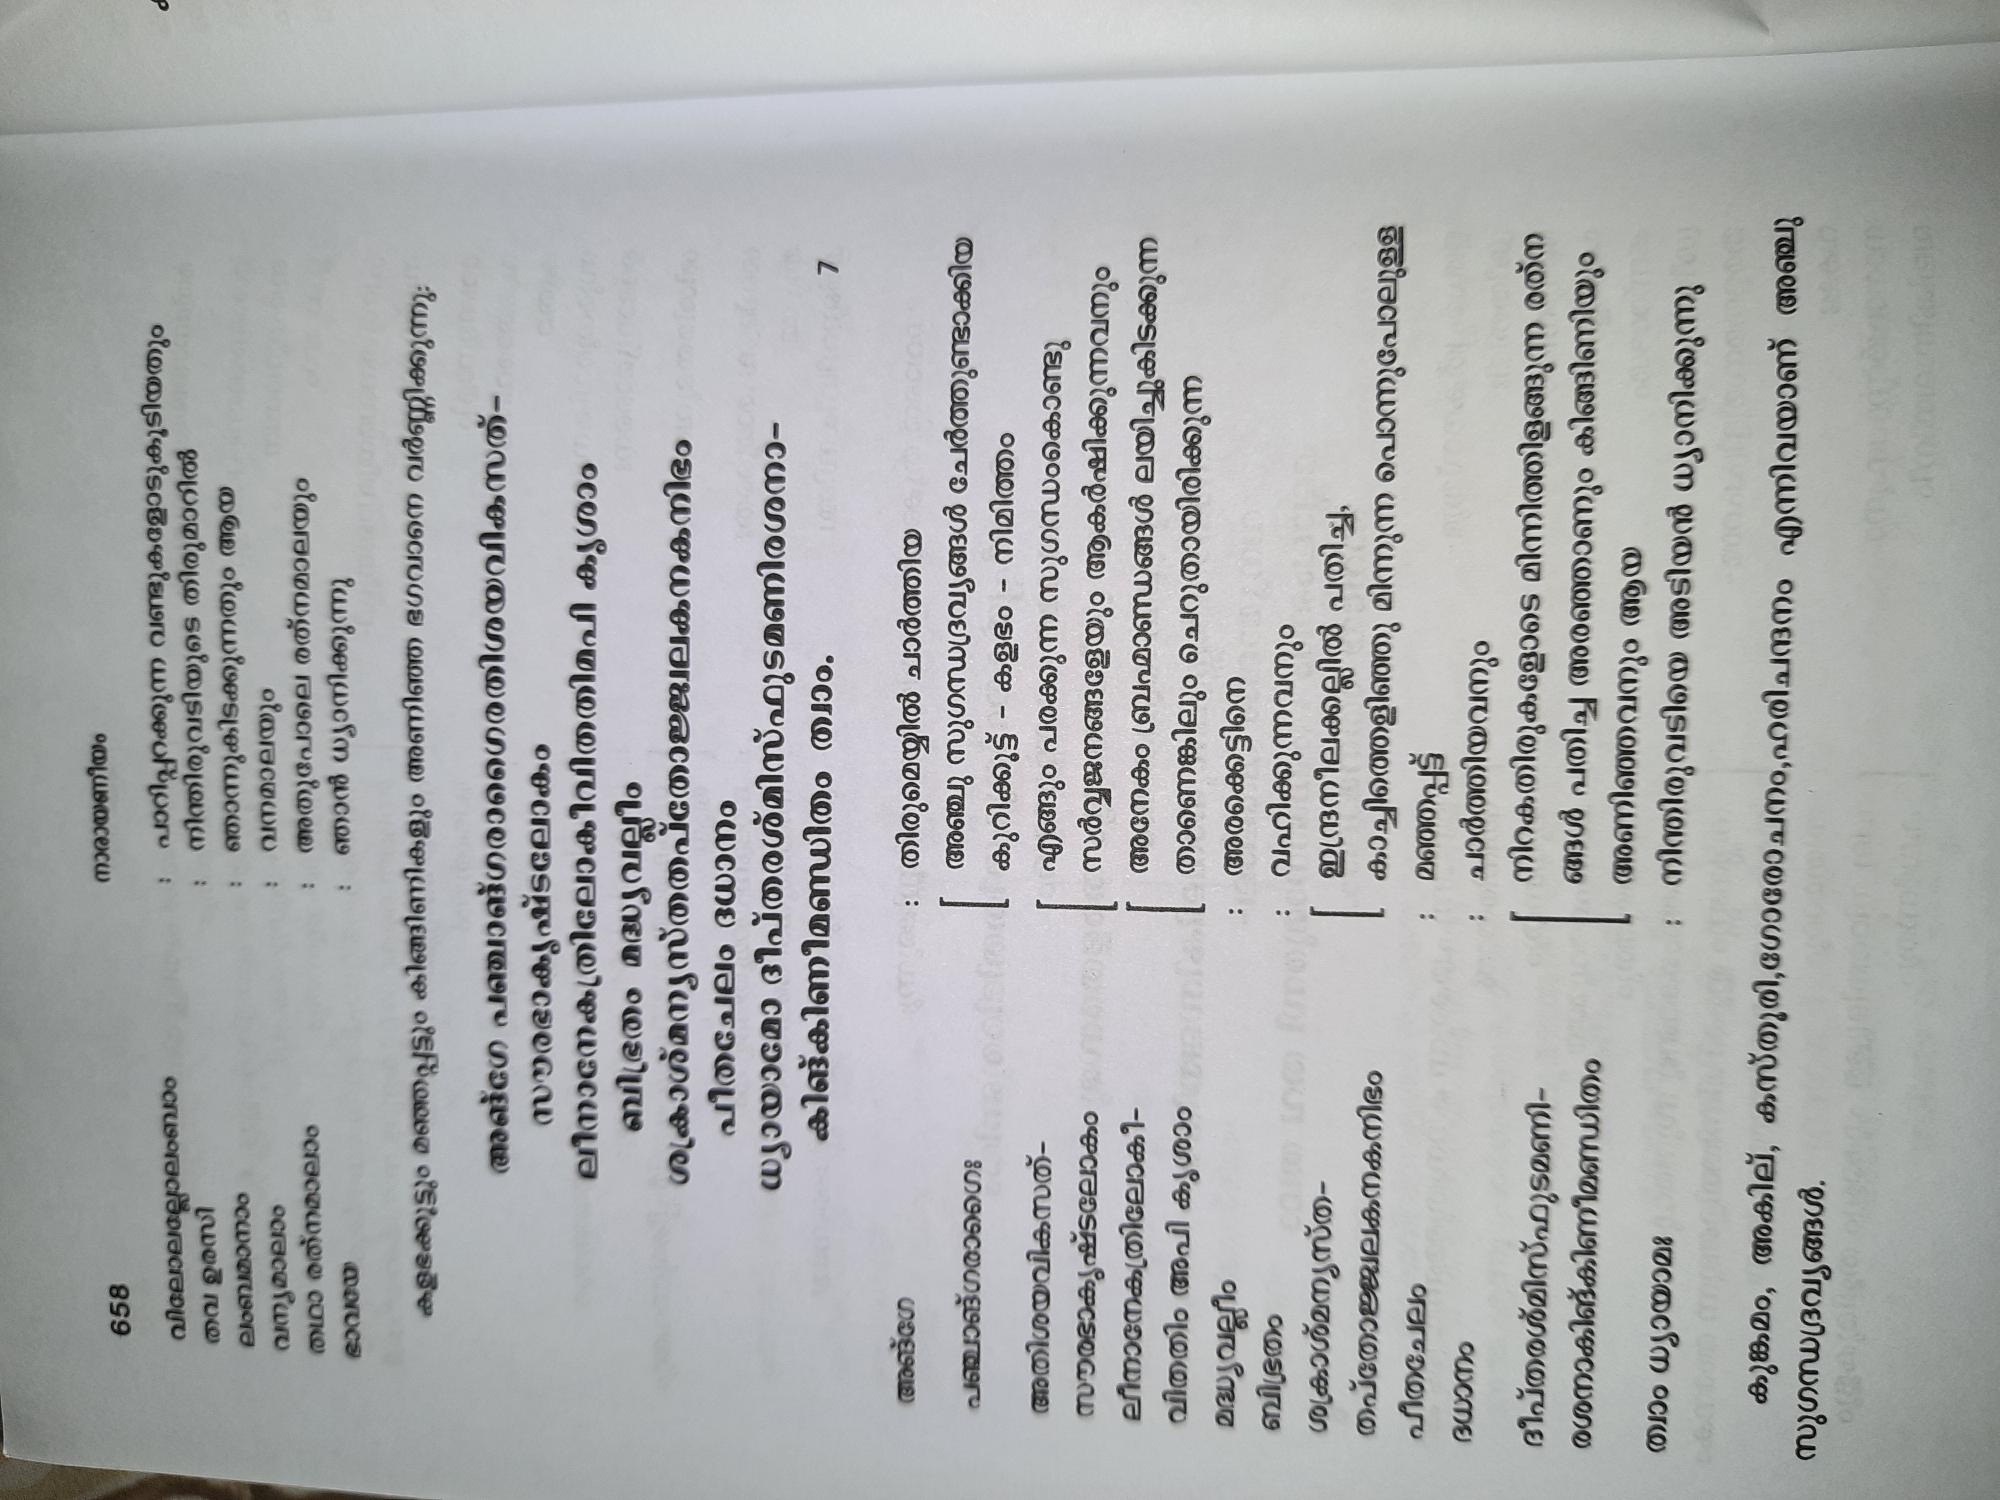 658
നാരായണീയം
വിലോലല്ലോലംബാം : പാറിപ്പറക്കുന്ന വണ്ടുകളോടുകൂടിയതും
തവ ഉരസി : നിന്തിരുവടിയുടെ തിരുമാറിൽ
ലംബമാനാം : ഞാന്നുകിടക്കുന്നതും ആയ
വന്യമാലാം : വനമാലയും
തഥാ രത്‌നമാലാം : അതുപോലെ രത്‌നമാലയും
ഭാവയേ : ഞാൻ ധ്യാനിക്കുന്നു
കളഭക്കൂട്ടും മഞ്ഞപ്പട്ടും കിങ്ങിണികളും അണിഞ്ഞ ഭഗവാനെ വർണ്ണിക്കുന്നു:
അങ്‌ഗേ പഞ്ചാങ്‌ഗരാഗൈരതിശയവികസത്-
സൗരഭാകൃഷ്ടലോകം
ലീനാനേകത്രിലോകീവിതതിമപി കൃശാം
ബിഭ്രതം മദ്ധ്യവല്ലീം
ശക്രാശ്മന്യസ്തതപ്തോജ്ജ്വലകനകനിഭം
പീതചേലം ദധാനം
ധ്യായാമോ ദീപ്തരശ്മിസ്ഫുടമണിരശനാ-
കിങ്‌കിണീമണ്ഡിതം ത്വാം. 7
അങ്‌ഗേ : തിരുമെയ്യിൽ ചാർത്തിയ
പഞ്ചാങ്‌ഗരാഗൈഃ [ അഞ്ചു സുഗന്ധദ്രവ്യങ്ങൾ ചേർത്തുണ്ടാക്കിയ
കുറിക്കൂട്ട് - കളഭം - നിമിത്തം
അതിശയവികസത്- [ എങ്ങും പരക്കുന്ന സുഗന്ധംകൊണ്ടു
സൗരഭാകൃഷ്ടലോകം സർവ്വജനങ്ങളേയും ആകർഷിക്കുന്നവനും
ലീനാനേകത്രിലോകീ- [ അനേകം ബ്രഹ്മാണ്ഡങ്ങൾ ലയിച്ചുകിടക്കുന്ന
വിതതിം അപി കൃശാം താണെങ്കിലും ചെറുതായിരിക്കുന്ന
മദ്ധ്യവല്ലീം : അരക്കെട്ടിനെ
ബിഭ്രതം : വഹിക്കുന്നവനും
ശക്രാശ്മന്യസ്ത- [ ഇന്ദ്രനീലക്കല്ലിൽ പതിച്ച,
തപ്തോജ്ജ്വലകനകനിഭം കാച്ചിത്തെളിഞ്ഞു മിന്നുന്ന പൊന്നുപോലുള്ള
പീതചേലം : മഞ്ഞപ്പട്ട്
ദധാനം : ചാർത്തിയവനും
ദീപ്തരശ്മിസ്ഫുടമണി- [ നിറകതിരുകളോടെ മിന്നിത്തിളങ്ങുന്ന രത്‌ന
രശനാകിങ്‌കിണീമണ്ഡിതം ങ്ങൾ പതിച്ച അരഞ്ഞാണും കിങ്ങിണിയും
അണിഞ്ഞവനും ആയ
ത്വാം ധ്യായാമഃ : നിന്തിരുവടിയെ അടിയൻ ധ്യാനിക്കുന്നു
കുങ്കമം, അകില്, കസ്തൂരി,ഗോരോചനം,ഹരിചന്ദനം എന്നിവയാണ് അഞ്ചു
സുഗന്ധദ്രവ്യങ്ങൾ.